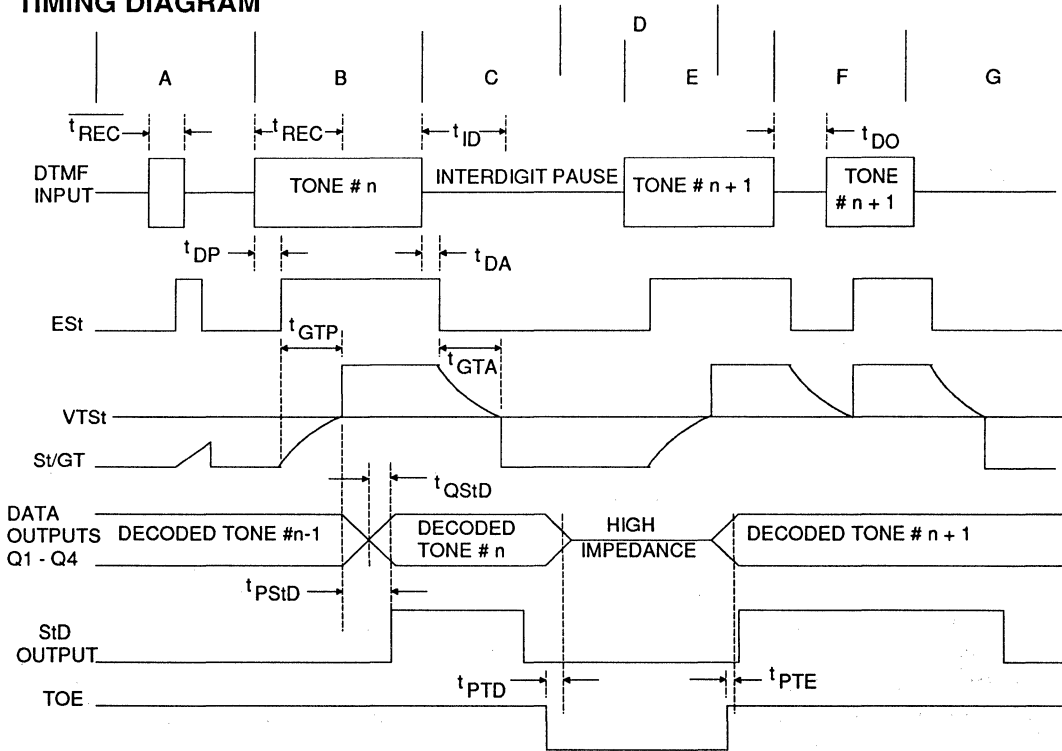 TIMING DIAGRAM
D
A B C E F G
tREC tREC tID tDO
DTMF INPUT
TONE # n
INTERDIGIT PAUSE
TONE # n + 1
TONE # n + 1
tDP tDA
ESt
tGTP
tGTA
VTSt
St/GT
tQStD
DATA OUTPUTS Q1 - Q4
DECODED TONE #n-1
DECODED TONE # n
HIGH IMPEDANCE
DECODED TONE # n + 1
tPStD
StD OUTPUT
tPTD tPTE
TOE